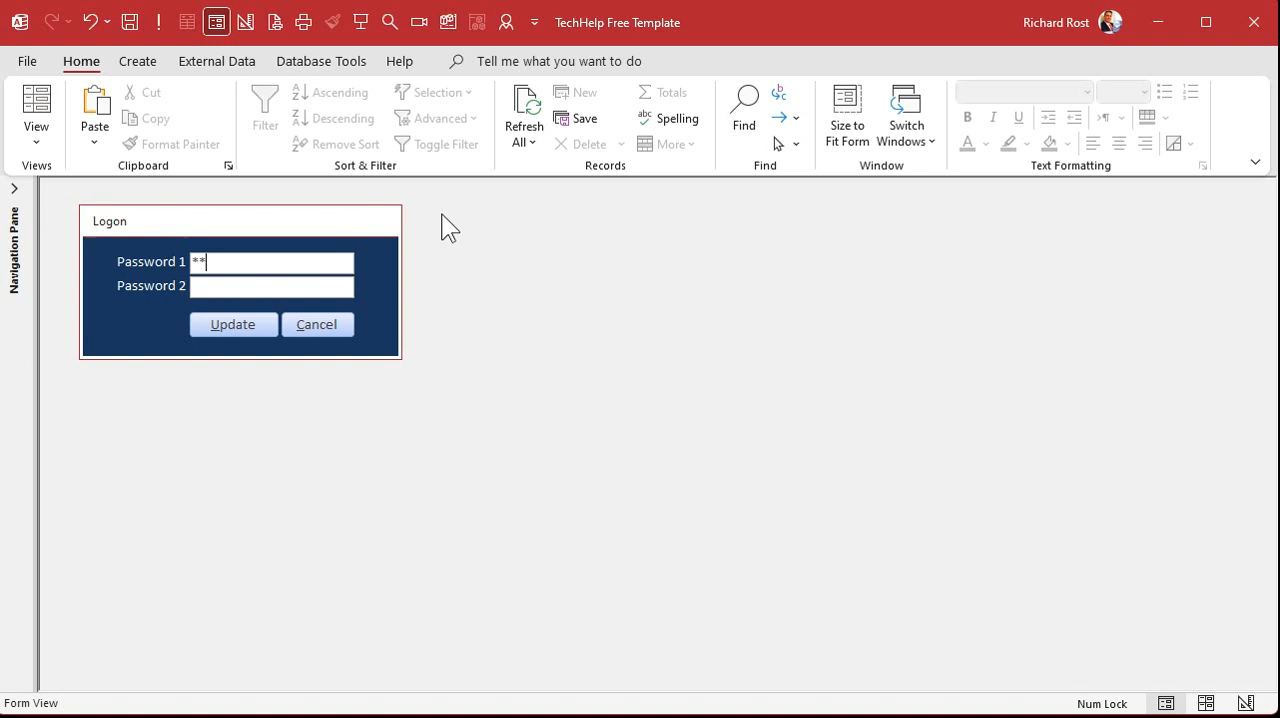 TechHelp Free Template
Richard Rost
File Home Create External Data Database Tools Help Tell me what you want to do
View
Views
Paste
Cut
Copy
Format Painter
Clipboard
Filter
Ascending
Descending
Remove Sort
Selection
Advanced
Toggle Filter
Sort & Filter
Refresh
All
New
Save
Delete
Totals
Spelling
More
Records
Find
Find
Size to
Fit Form
Switch
Windows
Window
B I U
Text Formatting
Navigation Pane
Logon
Password 1 **
Password 2
Update Cancel
Form View
Num Lock